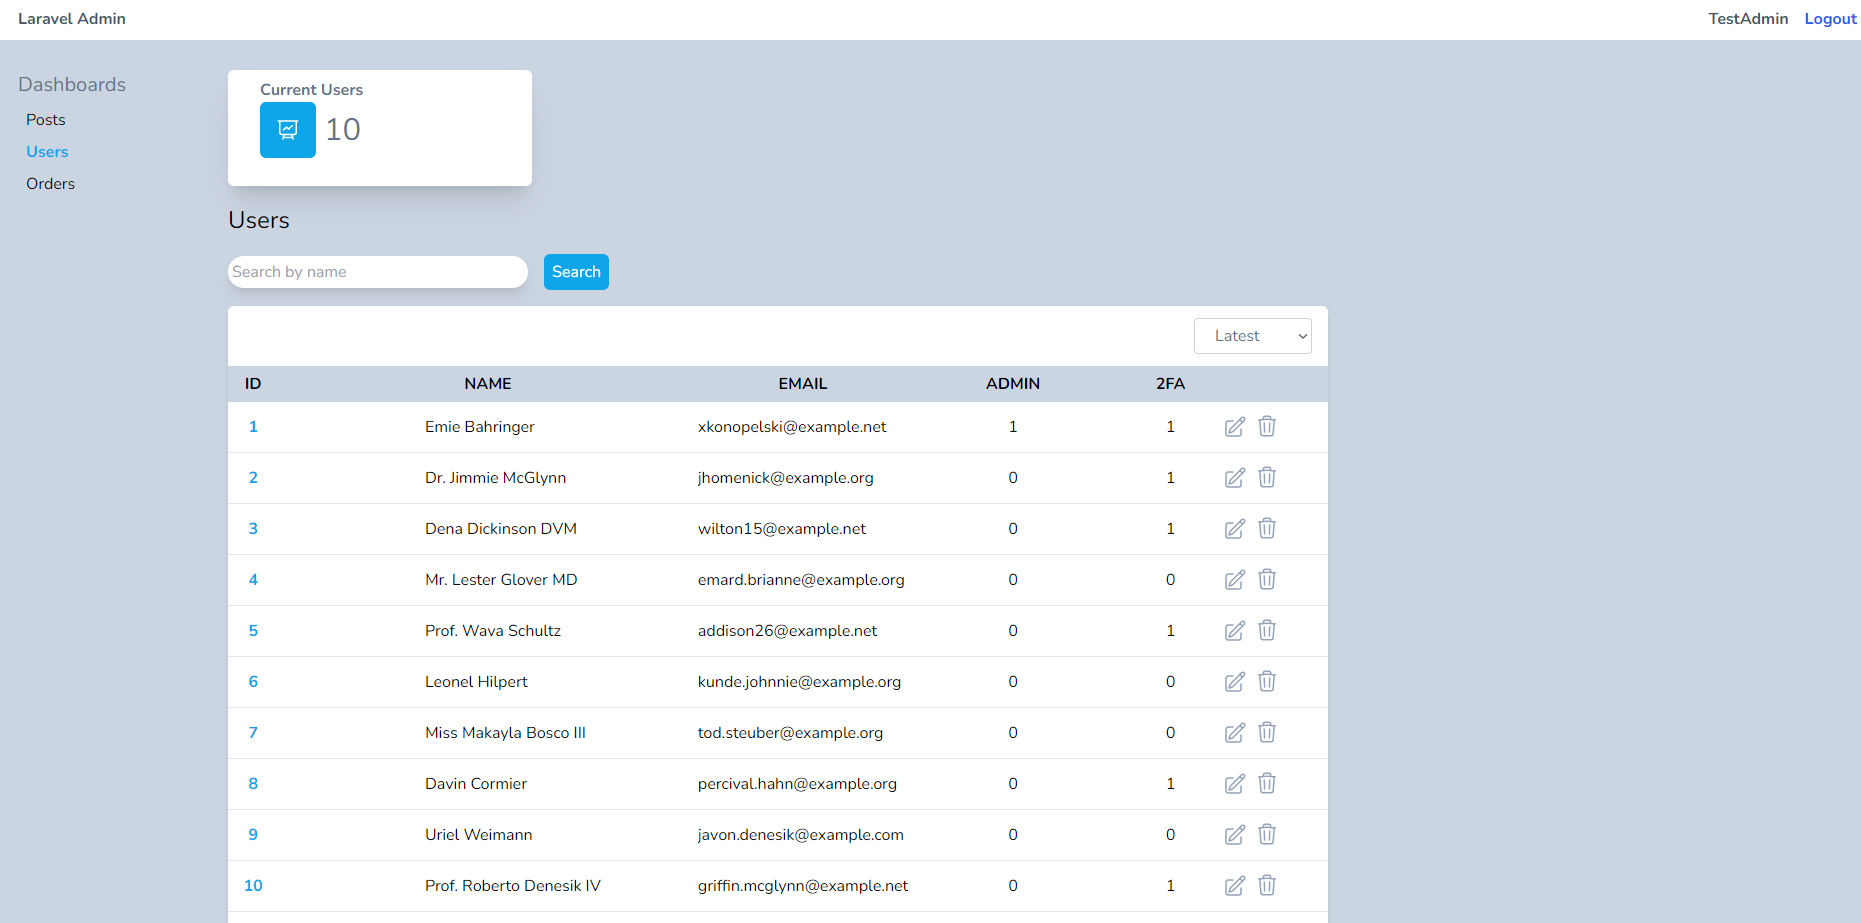 Laravel Admin TestAdmin Logout
Dashboards
Posts
Users
Orders
Current Users
10
Users
Search by name Search
Latest
ID NAME EMAIL ADMIN 2FA
1 Emie Bahringer xkonopelski@example.net 1 1
2 Dr. Jimmie McGlynn jhomenick@example.org 0 1
3 Dena Dickinson DVM wilton15@example.net 0 1
4 Mr. Lester Glover MD emard.brianne@example.org 0 0
5 Prof. Wava Schultz addison26@example.net 0 1
6 Leonel Hilpert kunde.johnnie@example.org 0 0
7 Miss Makayla Bosco III tod.steuber@example.org 0 0
8 Davin Cormier percival.hahn@example.org 0 1
9 Uriel Weimann javon.denesik@example.com 0 0
10 Prof. Roberto Denesik IV griffin.mcglynn@example.net 0 1